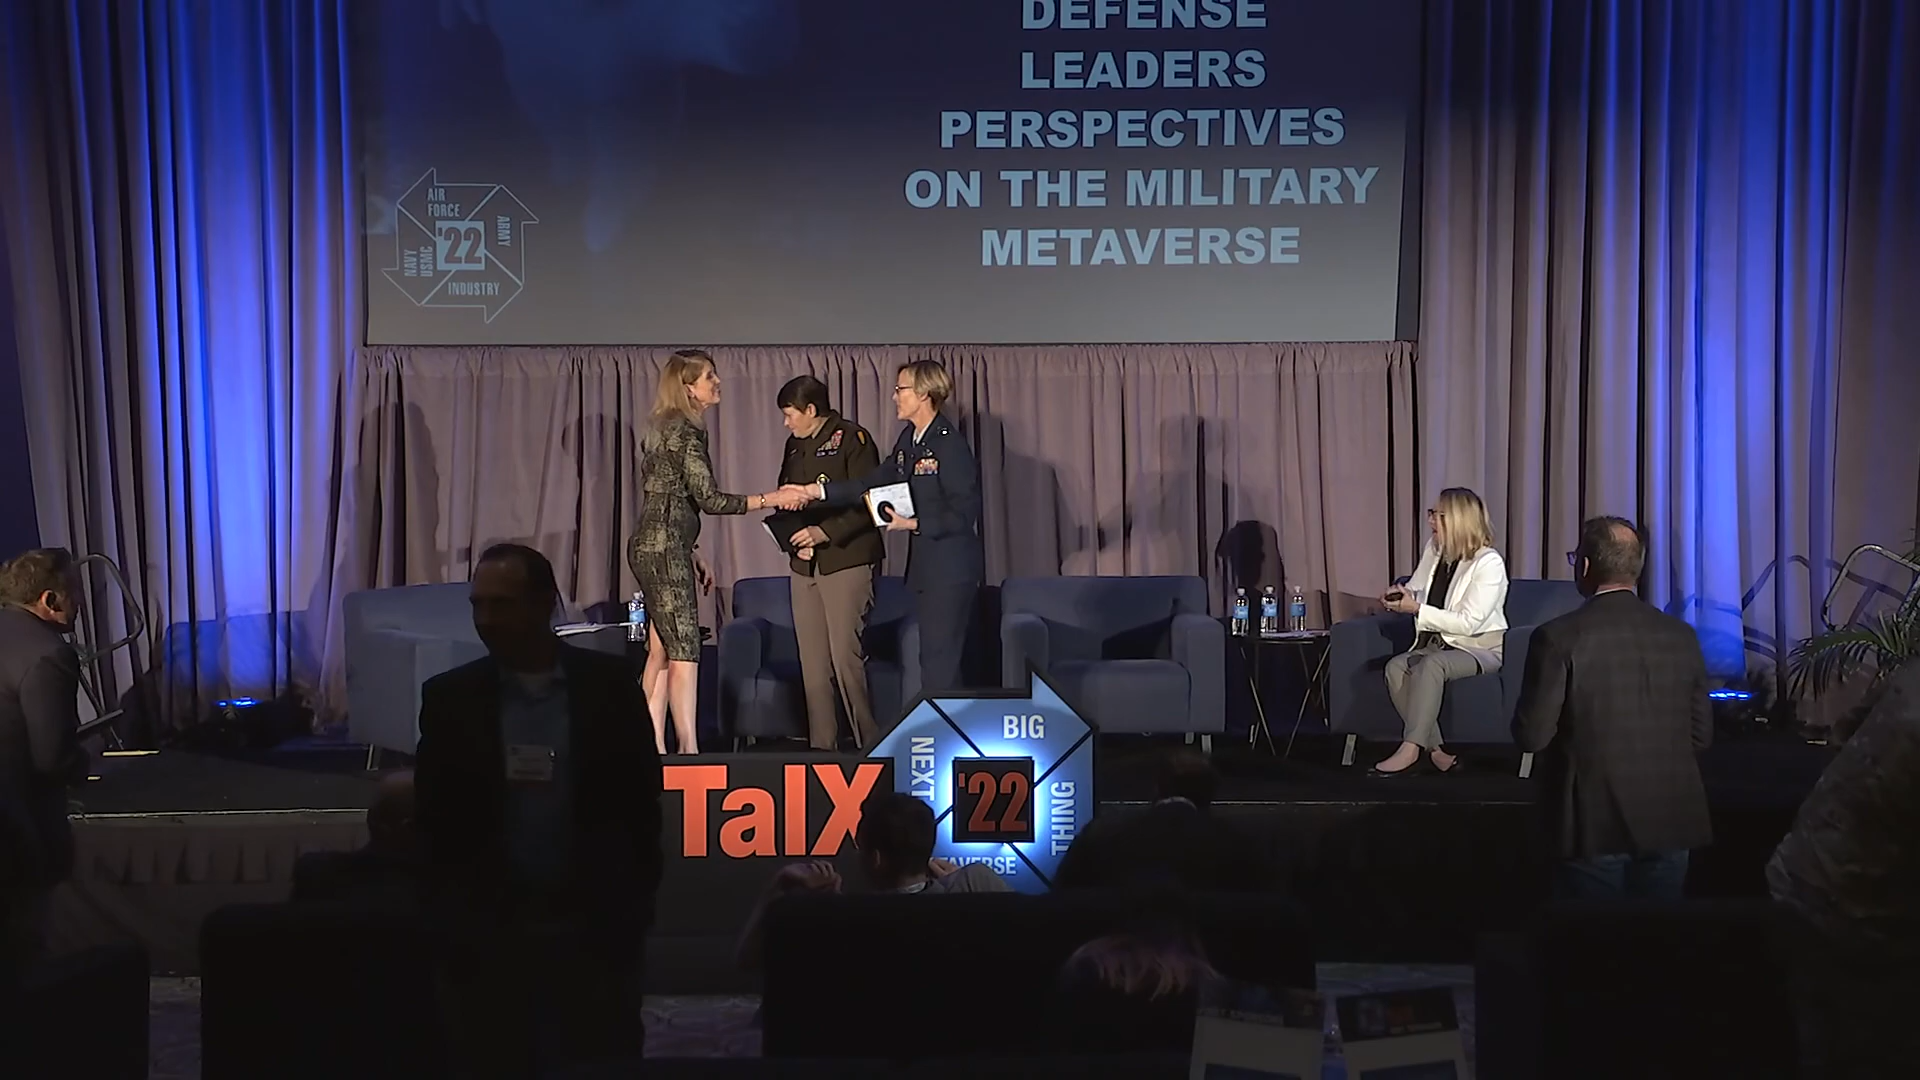 DEFENSE
LEADERS
PERSPECTIVES
ON THE MILITARY
METAVERSE
AIR
FORCE
ARMY
'22
NAVY
USMC
INDUSTRY
BIG
NEXT
'22
THING
TalX